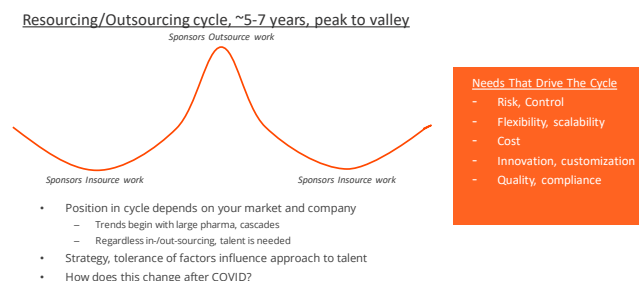 Resourcing/Outsourcing cycle, ~5-7 years, peak to valley
Sponsors Outsource work
Sponsors Insource work
Sponsors Insource work
• Position in cycle depends on your market and company
– Trends begin with large pharma, cascades
– Regardless in-/out-sourcing, talent is needed
• Strategy, tolerance of factors influence approach to talent
• How does this change after COVID?
Needs That Drive The Cycle
- Risk, Control
- Flexibility, scalability
- Cost
- Innovation, customization
- Quality, compliance